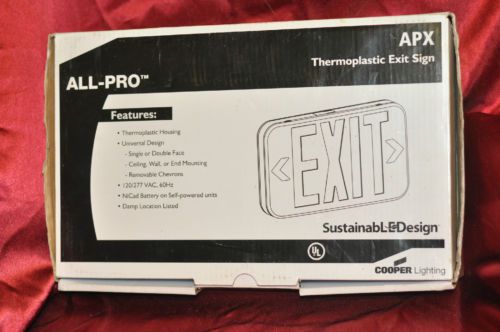 APX
Thermoplastic Exit Sign
ALL-PRO™
Features:
• Thermoplastic Housing
• Universal Design
- Single or Double Face
- Ceiling, Wall, or End Mounting
- Removable Chevrons
• 120/277 VAC, 60Hz
• NiCad Battery on Self-powered units
• Damp Location Listed
EXIT
SustainabLEDesign™
UL
COOPER Lighting